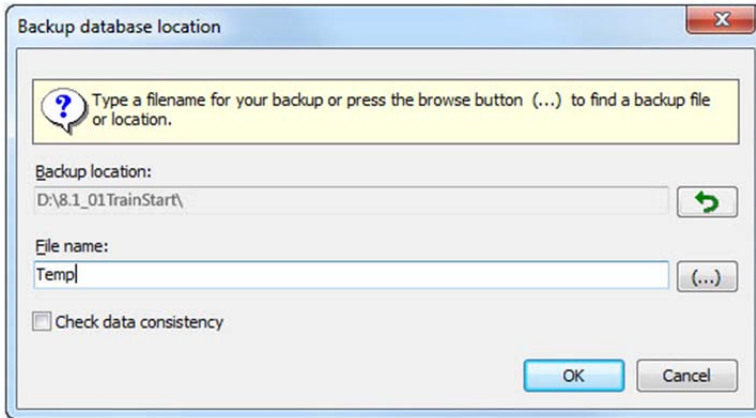 Backup database location
Type a filename for your backup or press the browse button (...) to find a backup file
or location.
Backup location:
D:\8.1_01TrainStart\
File name:
Temp
(...)
Check data consistency
OK Cancel